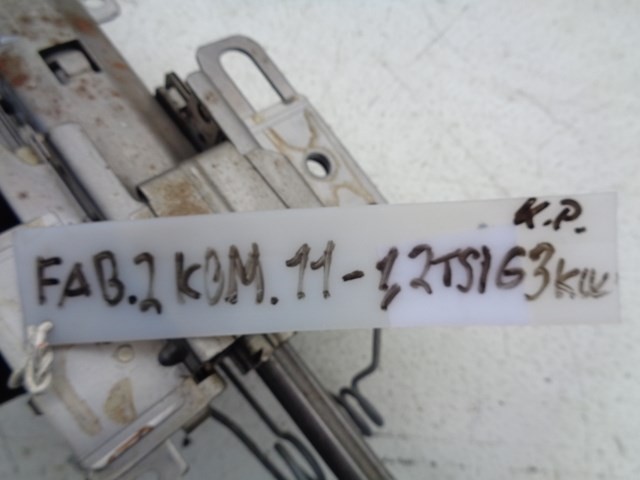 K.P.
FAB.2 KOM. 11-1,2TSI 63KW